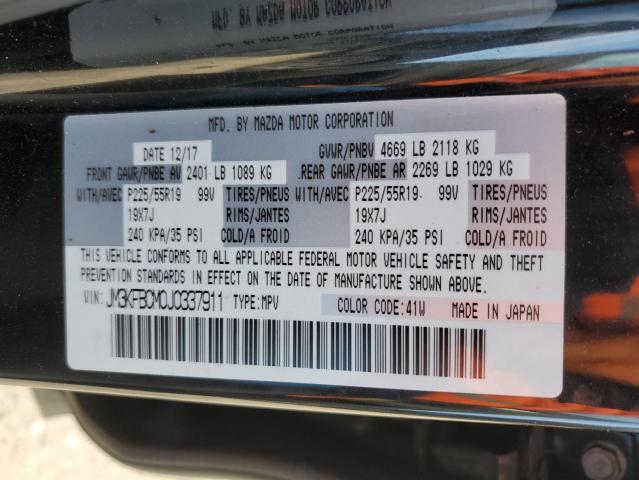 MFD. BY MAZDA MOTOR CORPORATION
DATE 12/17 GVWR/PNBV 4669 LB 2118 KG
FRONT GAWR/PNBE AV 2401 LB 1089 KG REAR GAWR/PNBE AR 2269 LB 1029 KG
WITH/AVEC P225/55R19 99V TIRES/PNEUS WITH/AVEC P225/55R19 99V TIRES/PNEUS
19X7J RIMS/JANTES 19X7J RIMS/JANTES
240 KPA/35 PSI COLD/A FROID 240 KPA/35 PSI COLD/A FROID
THIS VEHICLE CONFORMS TO ALL APPLICABLE FEDERAL MOTOR VEHICLE SAFETY AND THEFT
PREVENTION STANDARDS IN EFFECT ON THE DATE OF MANUFACTURE SHOWN ABOVE.
VIN: JM3KFBCM0J0337911 TYPE:MPV COLOR CODE:41W MADE IN JAPAN